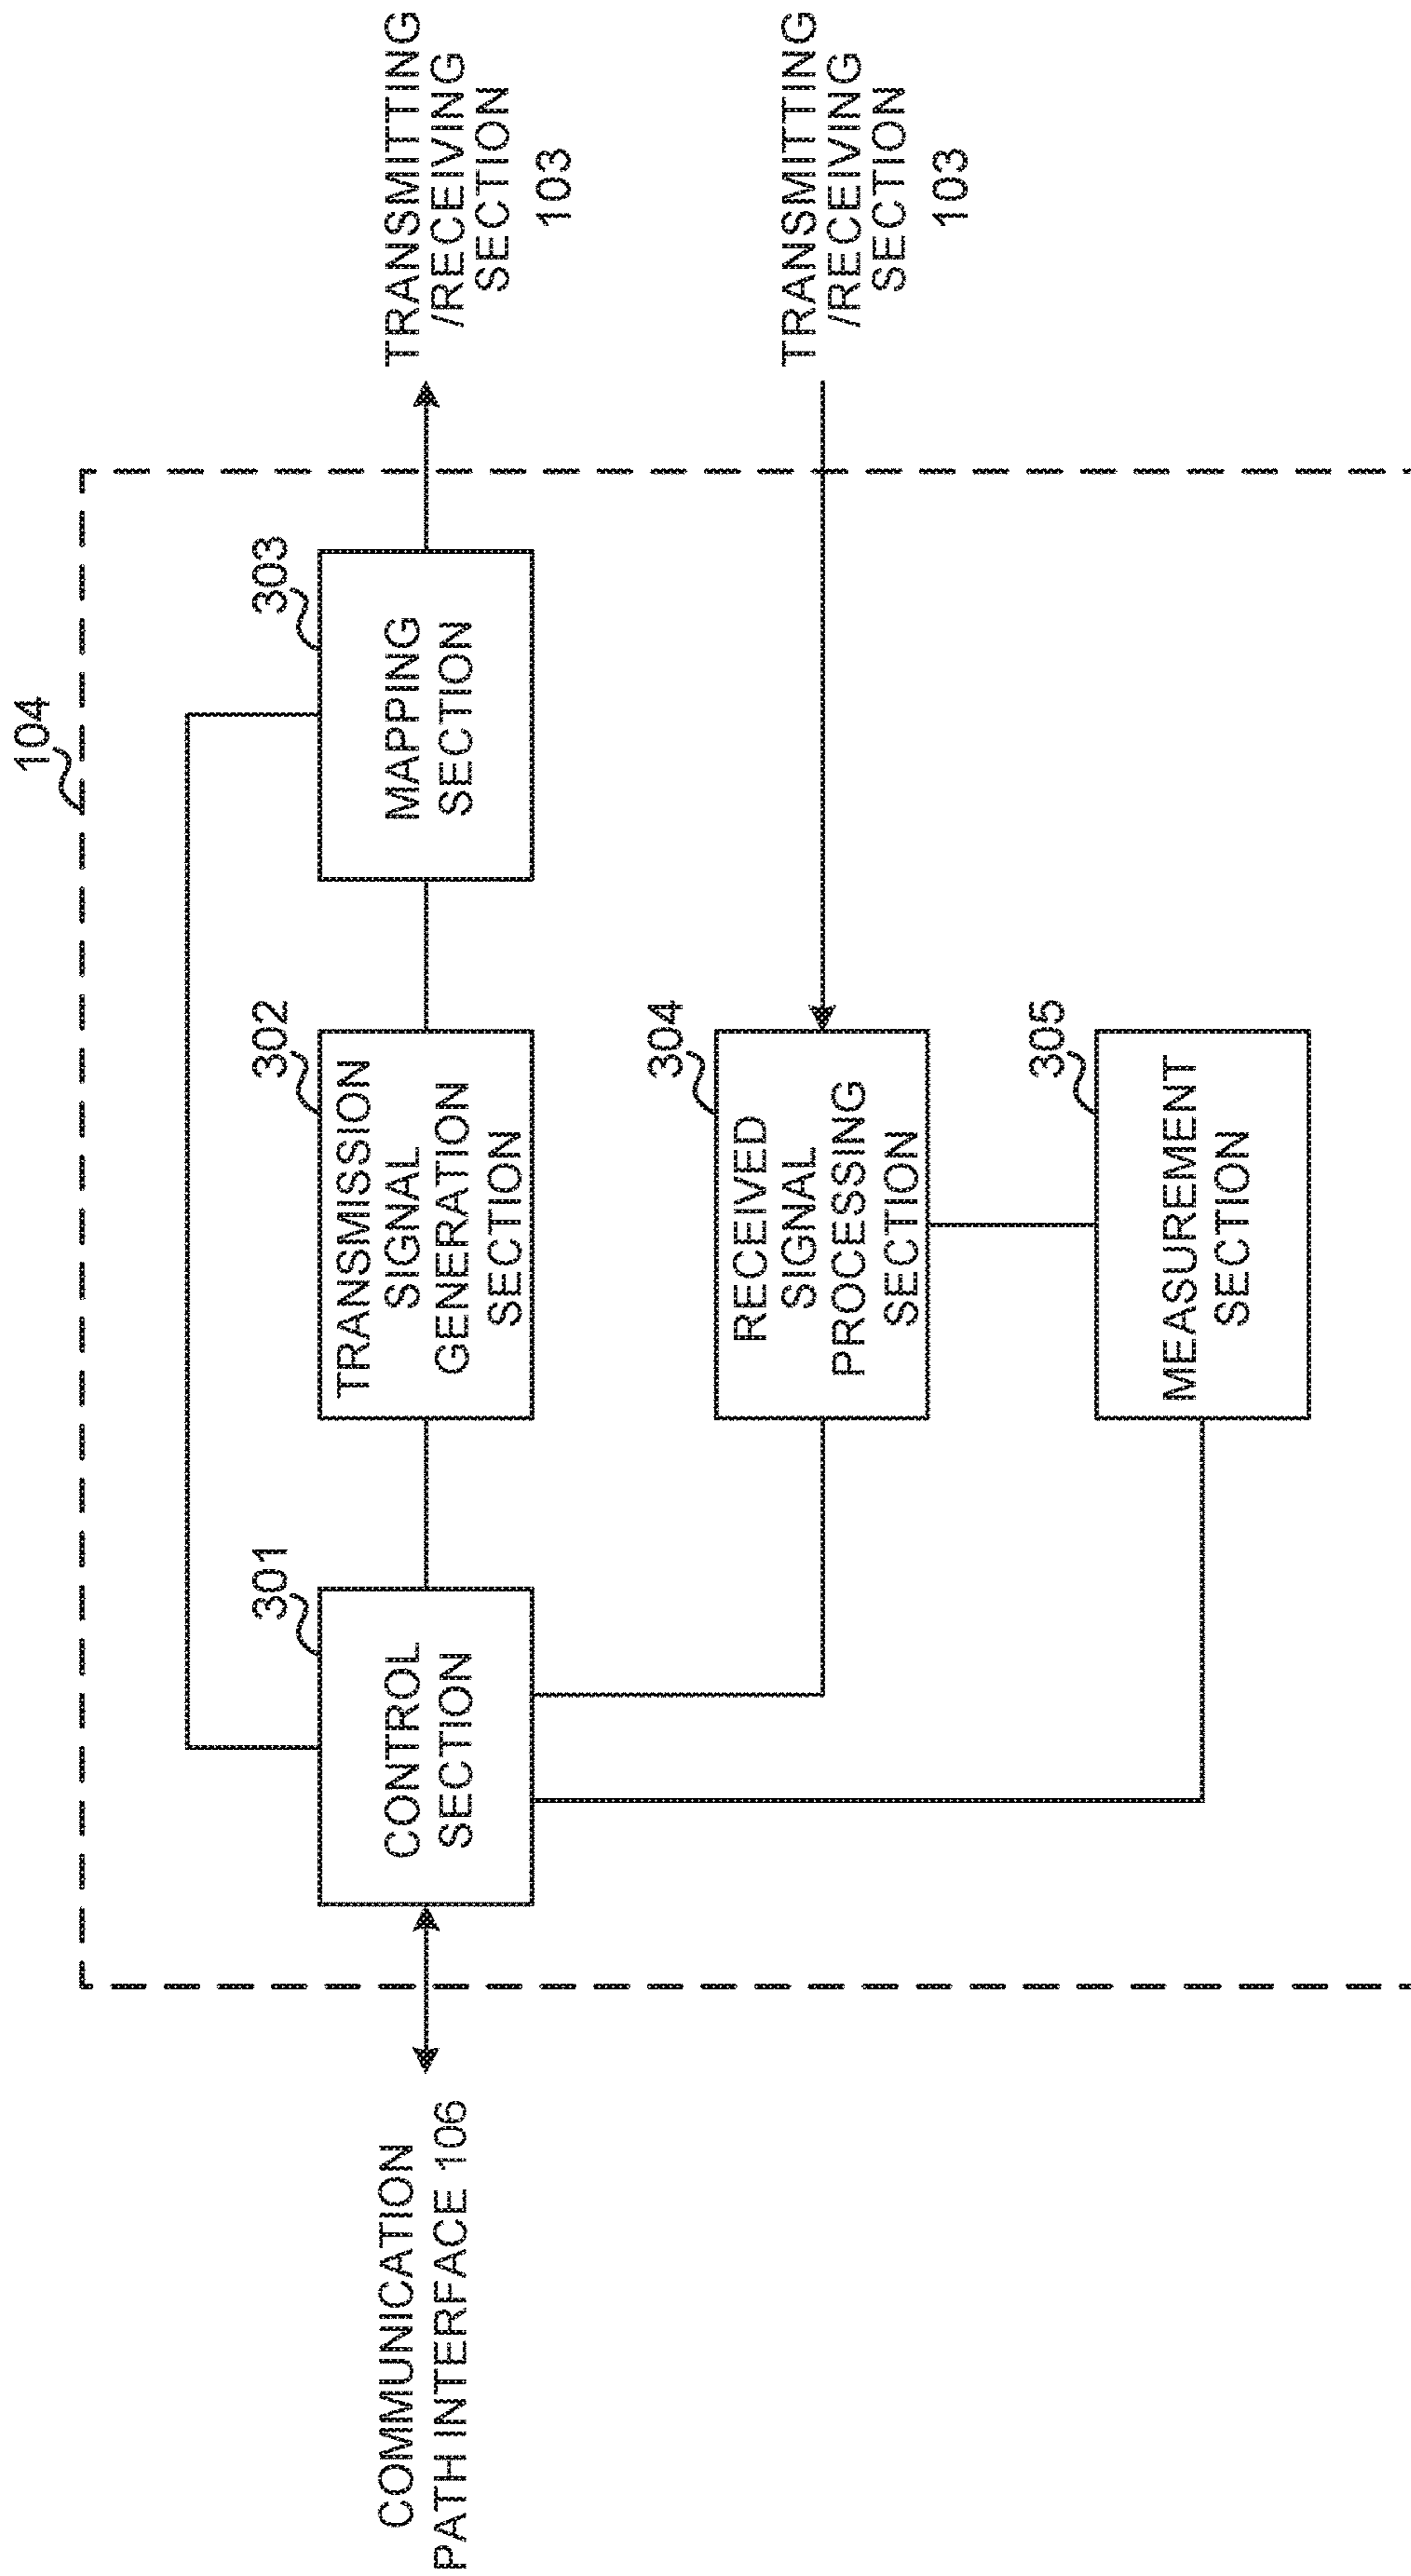 104
301
302
303
COMMUNICATION
PATH INTERFACE 106
CONTROL
SECTION
TRANSMISSION
SIGNAL
GENERATION
SECTION
MAPPING
SECTION
TRANSMITTING
/RECEIVING
SECTION
103
304
RECEIVED
SIGNAL
PROCESSING
SECTION
TRANSMITTING
/RECEIVING
SECTION
103
305
MEASUREMENT
SECTION